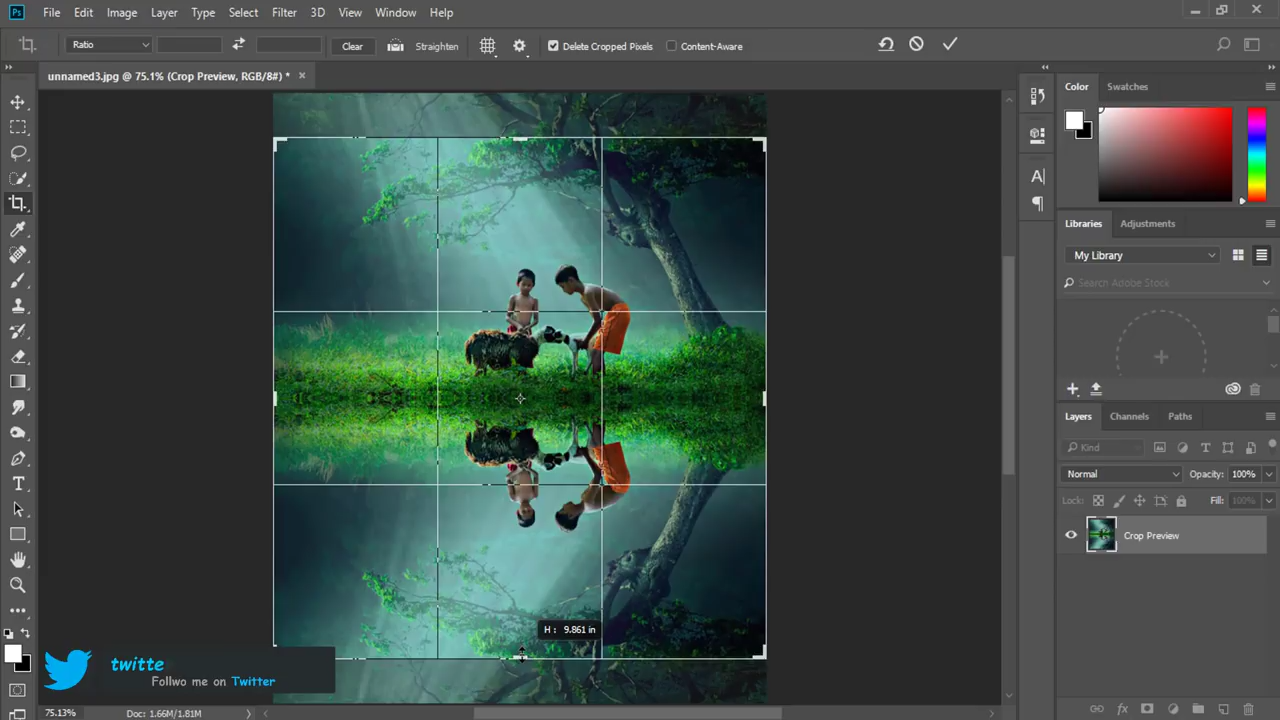 Ps File Edit Image Layer Type Select Filter 3D View Window Help
Ratio Clear Straighten Delete Cropped Pixels Content-Aware
unnamed3.jpg @ 75.1% (Crop Preview, RGB/8#) *
Color Swatches
Libraries Adjustments
My Library
Search Adobe Stock
Layers Channels Paths
Kind
Normal Opacity: 100%
Lock: Fill: 100%
Crop Preview
H : 9.861 in
twitte
Follwo me on Twitter
75.13% Doc: 1.66M/1.81M